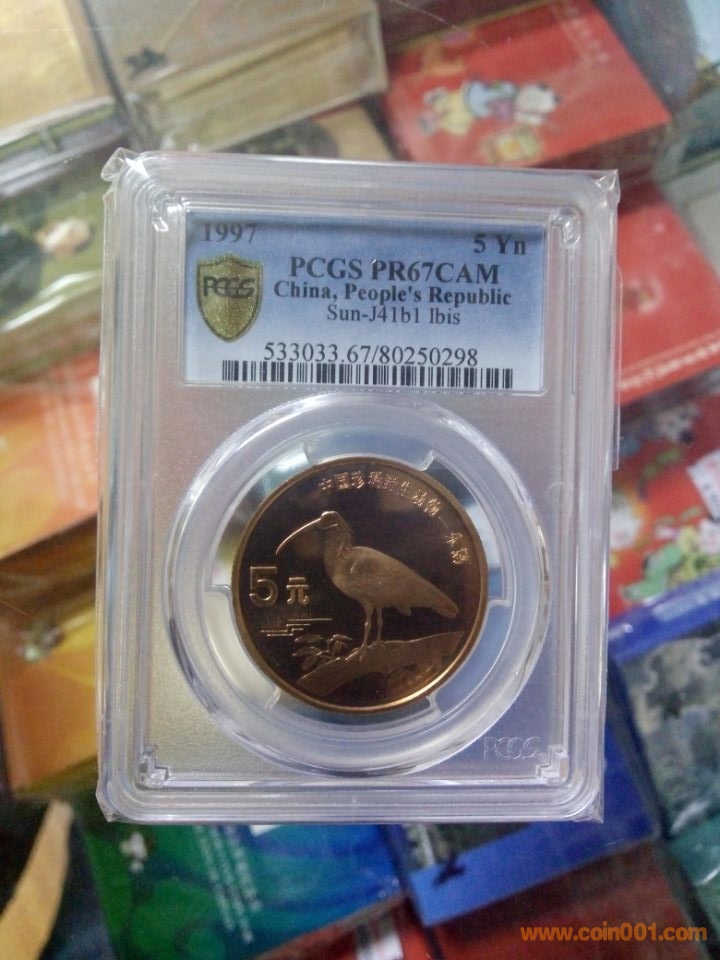 1997 5 Yn
PCGS PR67CAM
PCGS
China, People's Republic
Sun-J41b1 Ibis
533033.67/80250298
中国珍稀野生动物—朱鹮
5元
PCGS
www.coin001.com